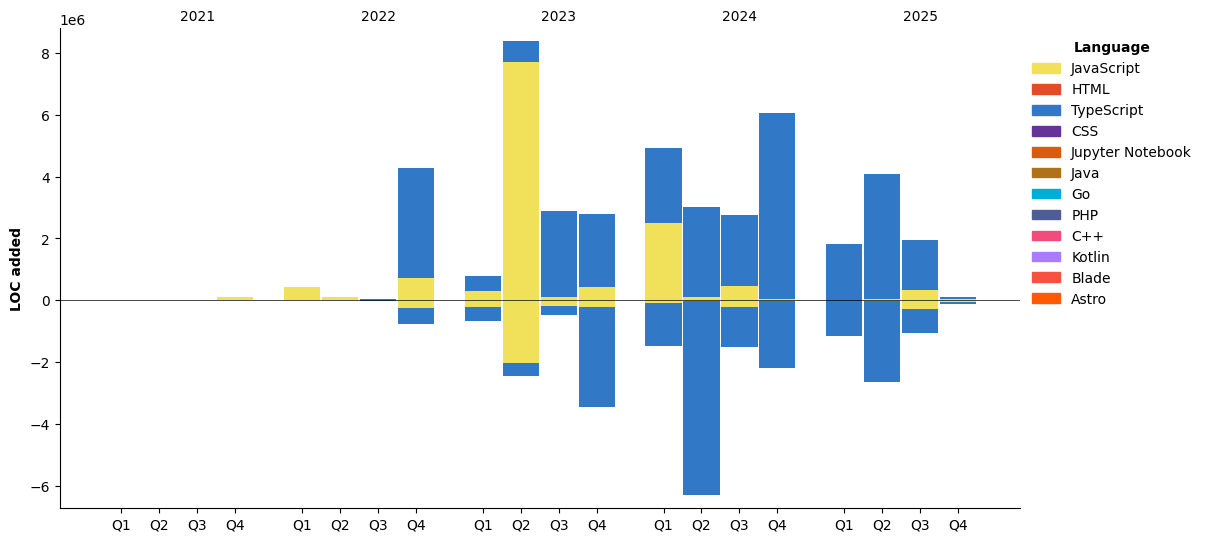 2021 2022 2023 2024 2025
1e6
Language
JavaScript
HTML
TypeScript
CSS
Jupyter Notebook
Java
Go
PHP
C++
Kotlin
Blade
Astro
LOC added
8
6
4
2
0
−2
−4
−6
Q1 Q2 Q3 Q4 Q1 Q2 Q3 Q4 Q1 Q2 Q3 Q4 Q1 Q2 Q3 Q4 Q1 Q2 Q3 Q4